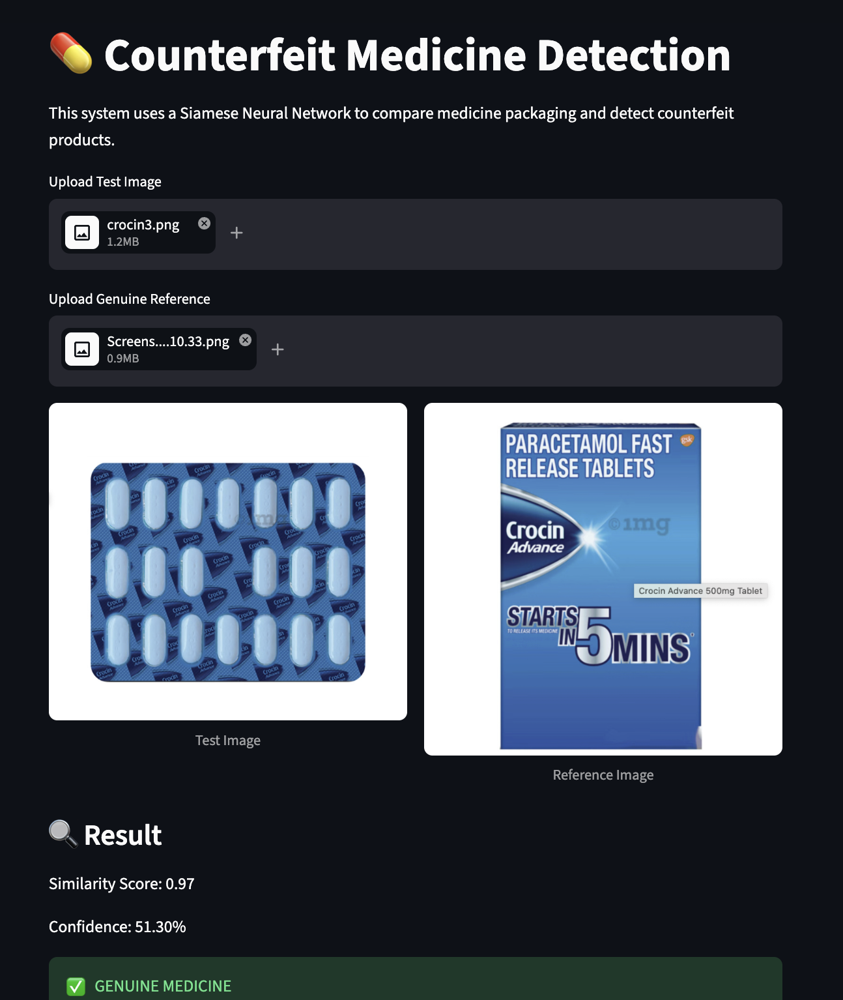 Counterfeit Medicine Detection
This system uses a Siamese Neural Network to compare medicine packaging and detect counterfeit
products.
Upload Test Image
crocin3.png
1.2MB
Upload Genuine Reference
Screens....10.33.png
0.9MB
Crocin
Advance
PARACETAMOL FAST
RELEASE TABLETS
gsk
Crocin
Advance
©1mg
Crocin Advance 500mg Tablet
STARTS
TO RELEASE ITS MEDICINE
IN 5 MINS*
Test Image
Reference Image
Result
Similarity Score: 0.97
Confidence: 51.30%
GENUINE MEDICINE